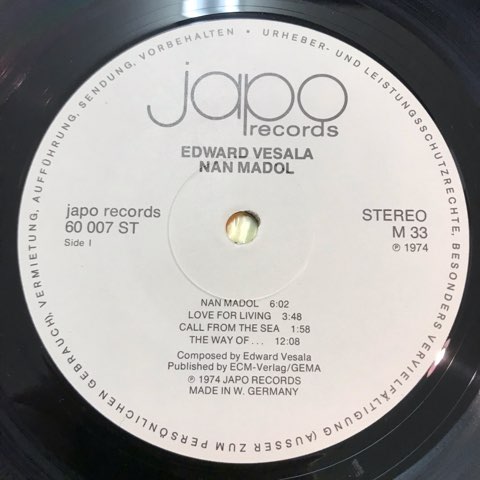 URHEBER- UND LEISTUNGSSCHUTZRECHTE, BESONDERS VERVIELFÄLTIGUNG (AUSSER ZUM PERSÖNLICHEN GEBRAUCH), VERMIETUNG, AUFFÜHRUNG, SENDUNG, VORBEHALTEN •
japo
records
EDWARD VESALA
NAN MADOL
japo records
60 007 ST
Side I
STEREO
M 33
℗ 1974
NAN MADOL 6:02
LOVE FOR LIVING 3:48
CALL FROM THE SEA 1:58
THE WAY OF... 12:08
Composed by Edward Vesala
Published by ECM-Verlag/GEMA
℗ 1974 JAPO RECORDS
MADE IN W. GERMANY